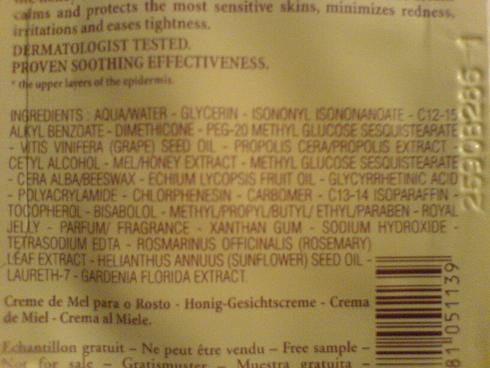 calms and protects the most sensitive skins, minimizes redness,
irritations and eases tightness.
DERMATOLOGIST TESTED.
PROVEN SOOTHING EFFECTIVENESS.
* the upper layers of the epidermis.
INGREDIENTS : AQUA/WATER - GLYCERIN - ISONONYL ISONONANOATE - C12-15
ALKYL BENZOATE - DIMETHICONE - PEG-20 METHYL GLUCOSE SESQUISTEARATE
- VITIS VINIFERA (GRAPE) SEED OIL - PROPOLIS CERA/PROPOLIS EXTRACT -
CETYL ALCOHOL - MEL/HONEY EXTRACT - METHYL GLUCOSE SESQUISTEARATE
- CERA ALBA/BEESWAX - ECHIUM LYCOPSIS FRUIT OIL - GLYCYRRHETINIC ACID
- POLYACRYLAMIDE - CHLORPHENESIN - CARBOMER - C13-14 ISOPARAFFIN -
TOCOPHEROL - BISABOLOL - METHYL/PROPYL/BUTYL/ ETHYL/PARABEN - ROYAL
JELLY - PARFUM/ FRAGRANCE - XANTHAN GUM - SODIUM HYDROXIDE -
TETRASODIUM EDTA - ROSMARINUS OFFICINALIS (ROSEMARY)
LEAF EXTRACT - HELIANTHUS ANNUUS (SUNFLOWER) SEED OIL -
LAURETH-7 - GARDENIA FLORIDA EXTRACT
Creme de Mel para o Rosto - Honig-Gesichtscreme - Crema
de Miel - Crema al Miele.
Echantillon gratuit – Ne peut être vendu – Free sample –
Not for sale – Gratismuster – Muestra gratuita –
81 051139